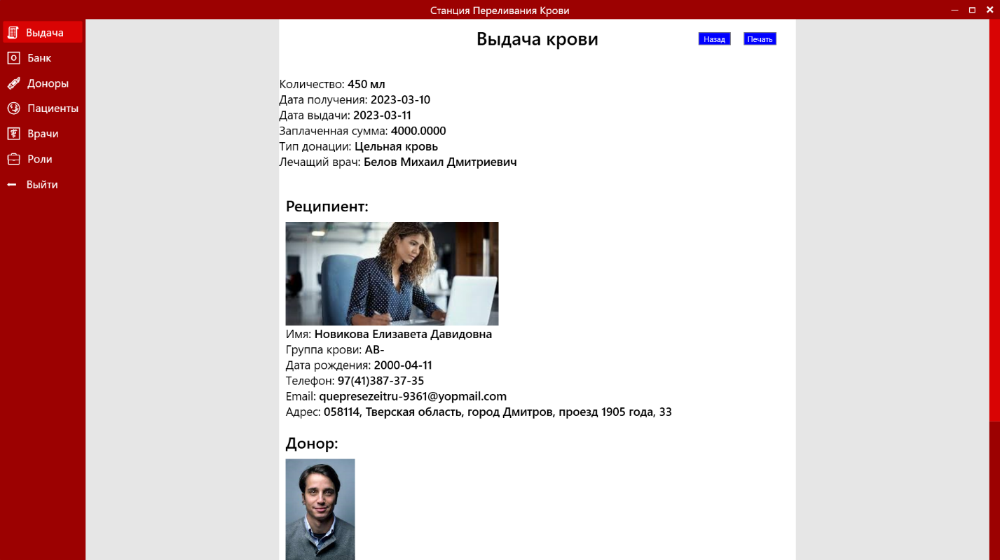 Станция Переливания Крови
Выдача
Банк
Доноры
Пациенты
Врачи
Роли
Выйти
Выдача крови
Назад
Печать
Количество: 450 мл
Дата получения: 2023-03-10
Дата выдачи: 2023-03-11
Заплаченная сумма: 4000.0000
Тип донации: Цельная кровь
Лечащий врач: Белов Михаил Дмитриевич
Реципиент:
Имя: Новикова Елизавета Давидовна
Группа крови: AB-
Дата рождения: 2000-04-11
Телефон: 97(41)387-37-35
Email: quepresezeitru-9361@yopmail.com
Адрес: 058114, Тверская область, город Дмитров, проезд 1905 года, 33
Донор: